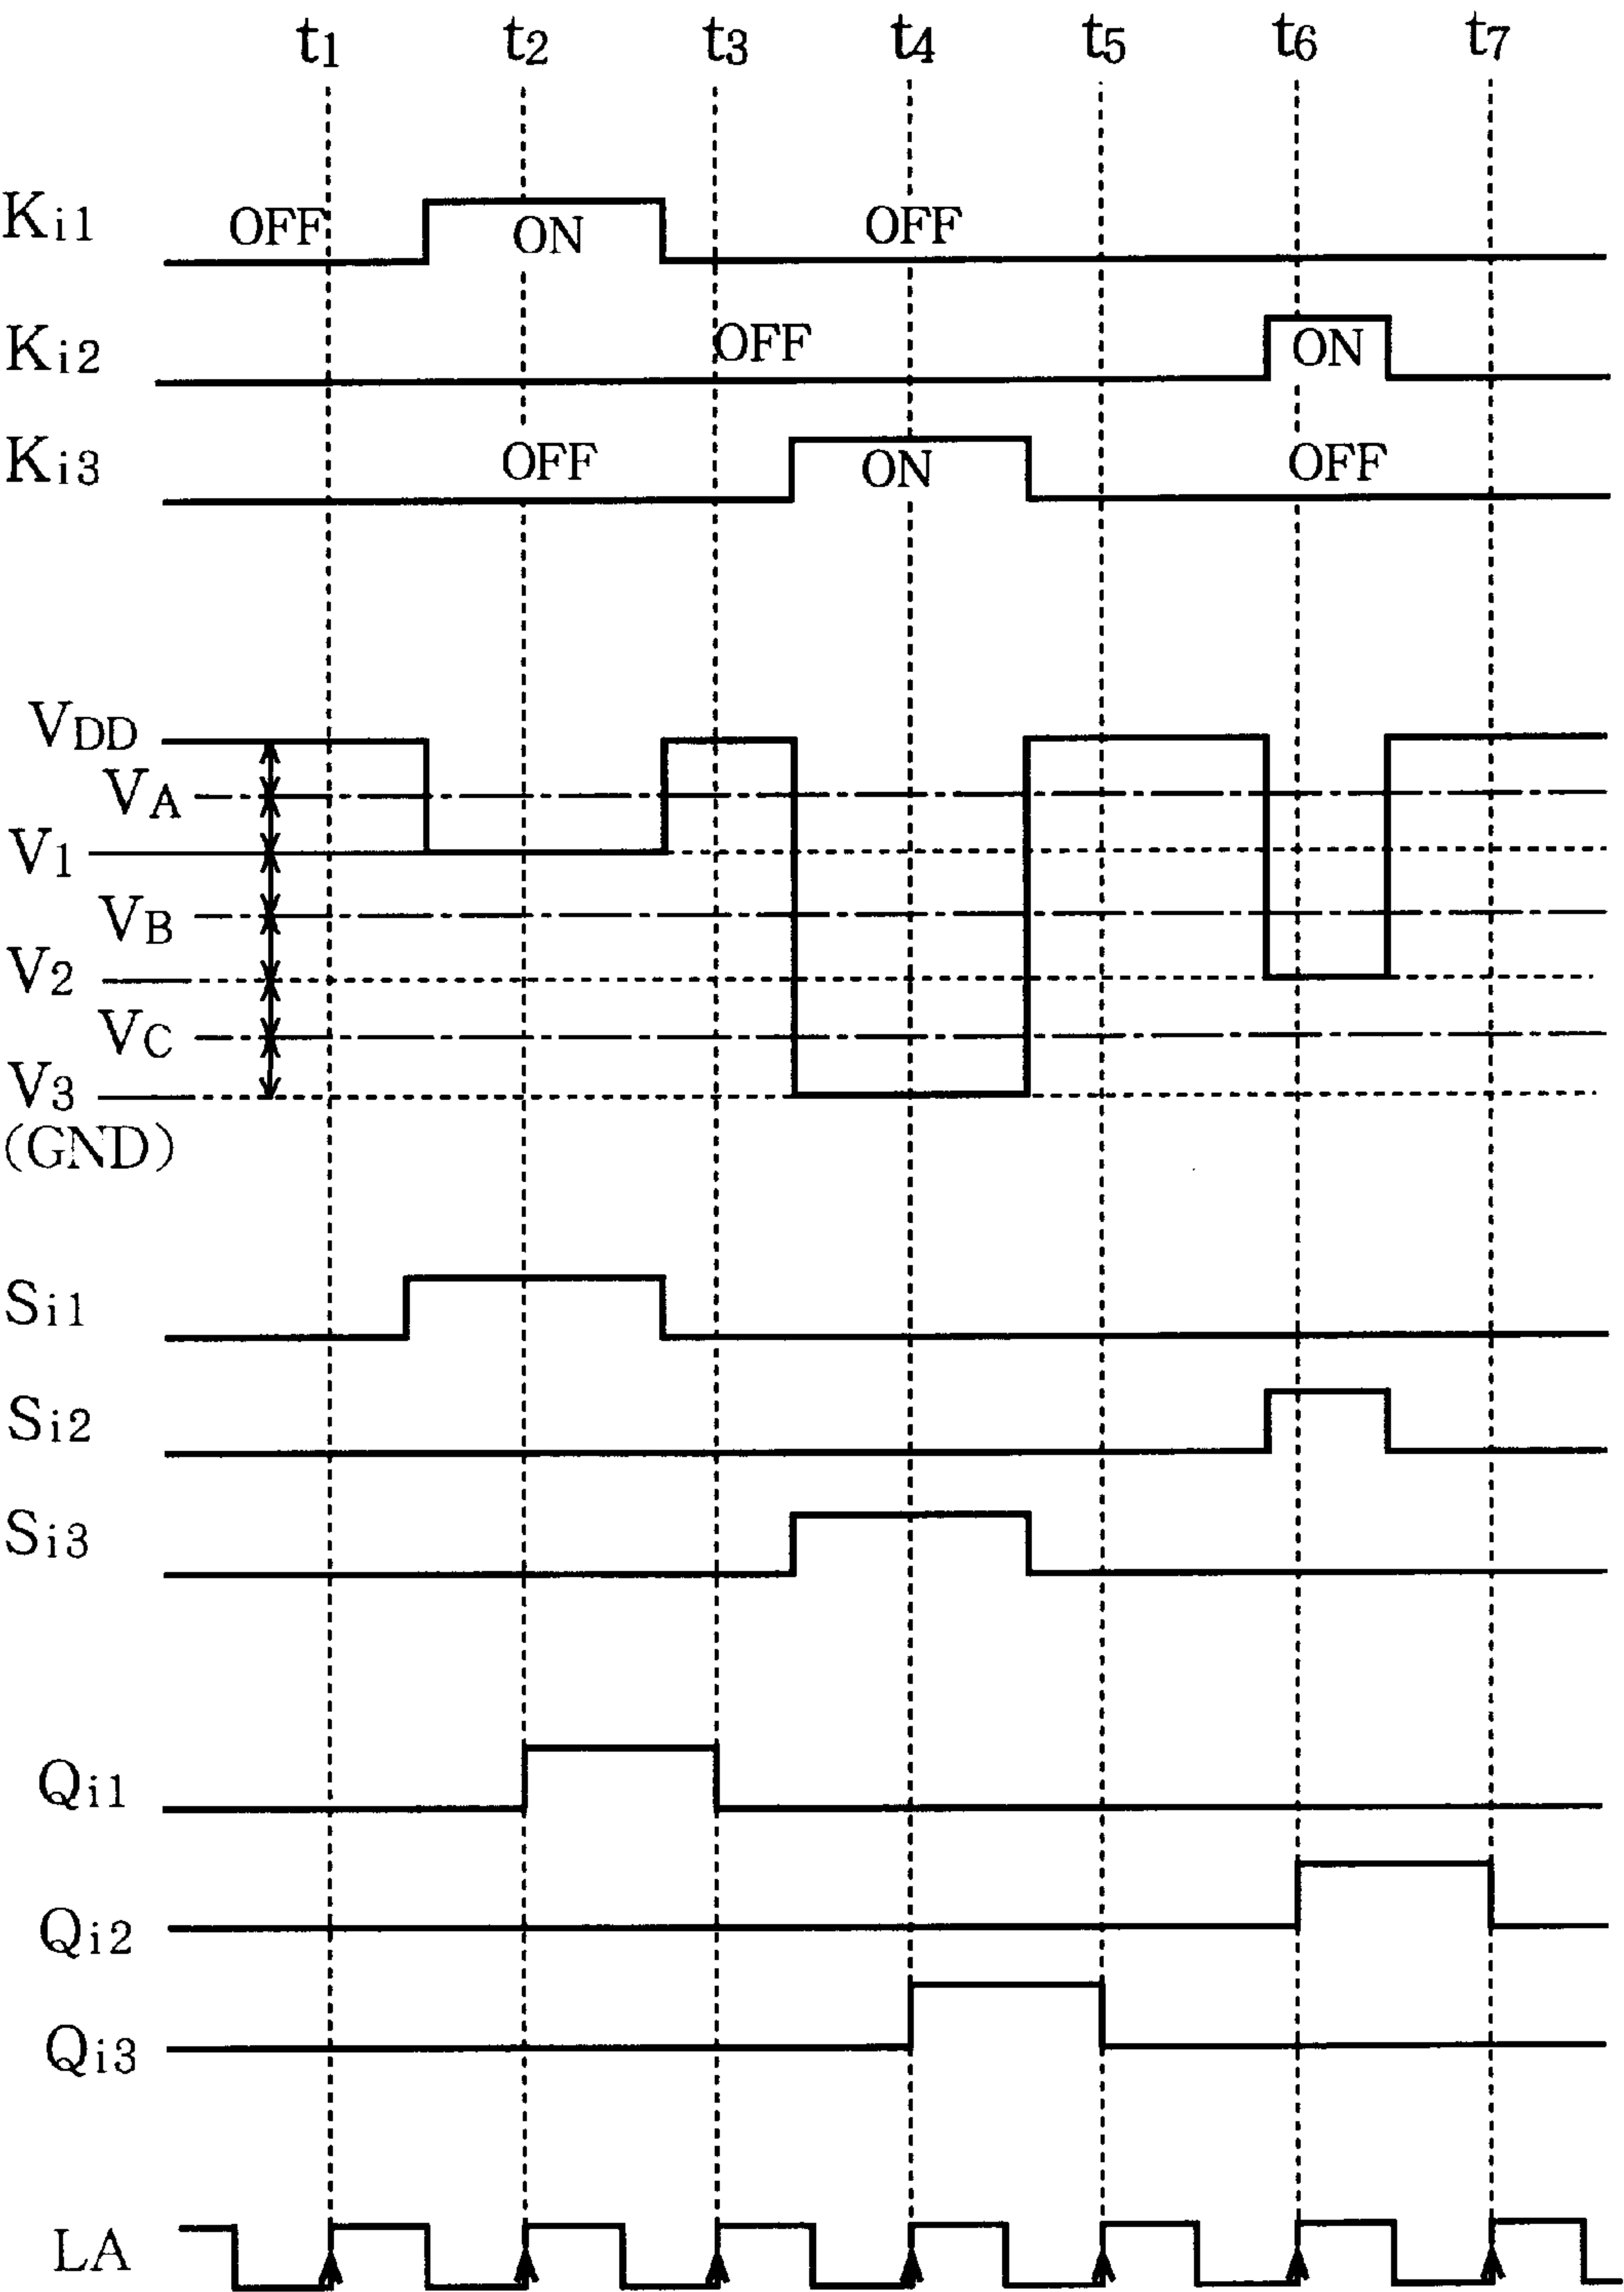 t1 t2 t3 t4 t5 t6 t7
Ki1 OFF ON OFF
Ki2 OFF ON
Ki3 OFF ON OFF
VDD
VA
V1
VB
V2
VC
V3
(GND)
Si1
Si2
Si3
Qi1
Qi2
Qi3
LA